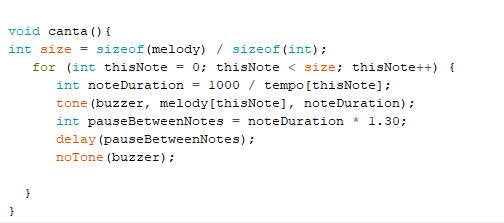 void canta(){
int size = sizeof(melody) / sizeof(int);
for (int thisNote = 0; thisNote < size; thisNote++) {
int noteDuration = 1000 / tempo[thisNote];
tone(buzzer, melody[thisNote], noteDuration);
int pauseBetweenNotes = noteDuration * 1.30;
delay(pauseBetweenNotes);
noTone(buzzer);
}
}